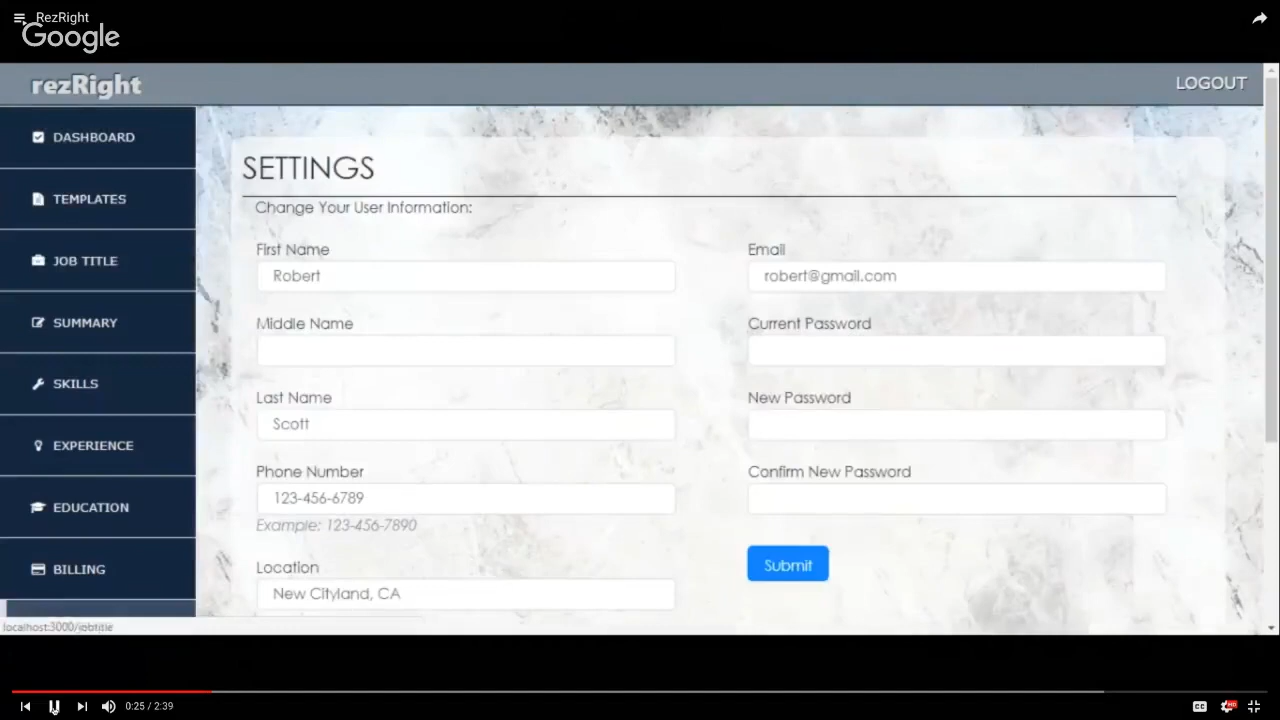 RezRight
Google
rezRight
LOGOUT
DASHBOARD
TEMPLATES
JOB TITLE
SUMMARY
SKILLS
EXPERIENCE
EDUCATION
BILLING
SETTINGS
Change Your User Information:
First Name
Robert
Middle Name
Last Name
Scott
Phone Number
123-456-6789
Example: 123-456-7890
Location
New Cityland, CA
Email
robert@gmail.com
Current Password
New Password
Confirm New Password
Submit
localhost:3000/jobtitle
0:25 / 2:39
CC
HD